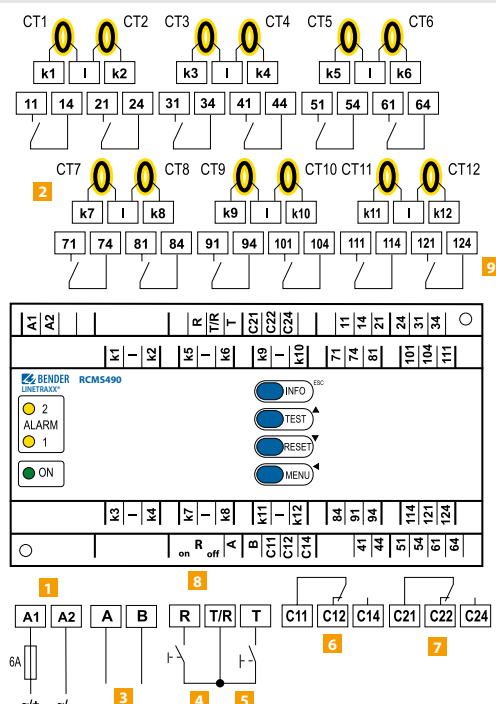 CT1 CT2 CT3 CT4 CT5 CT6
k1 I k2 k3 I k4 k5 I k6
11 14 21 24 31 34 41 44 51 54 61 64
CT7 CT8 CT9 CT10 CT11 CT12
2
k7 I k8 k9 I k10 k11 I k12
71 74 81 84 91 94 101 104 111 114 121 124
9
A1 A2 R T/R T C21 C22 C24 11 14 21 24 31 34
k1 I k2 k5 I k6 k9 I k10 71 74 81 101 104 111
BENDER RCMS490
LINETRAXX®
INFO ESC
2
ALARM
1
TEST
RESET
ON
MENU
k3 I k4 k7 I k8 k11 I k12 84 91 94 114 121 124
on R off A B C11 C12 C14 41 44 51 54 61 64
1 8
A1 A2 A B R T/R T C11 C12 C14 C21 C22 C24
6 7
6A
3 4 5